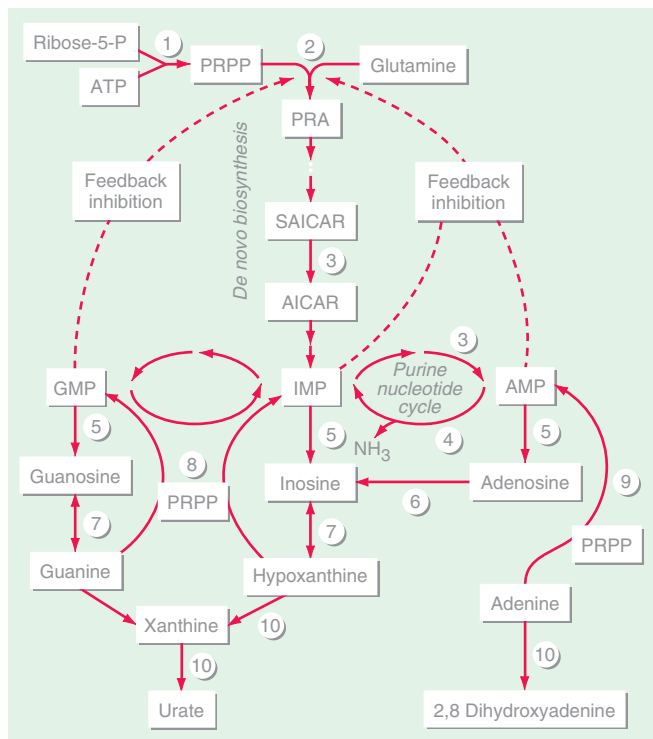 Ribose-5-P
1
2
PRPP
Glutamine
ATP
PRA
De novo biosynthesis
Feedback
inhibition
Feedback
inhibition
SAICAR
3
AICAR
3
GMP
IMP
Purine
nucleotide
cycle
AMP
5
5
NH3
4
5
Guanosine
8
Inosine
Adenosine
9
PRPP
6
7
7
PRPP
Guanine
Hypoxanthine
Adenine
Xanthine
10
10
10
Urate
2,8 Dihydroxyadenine